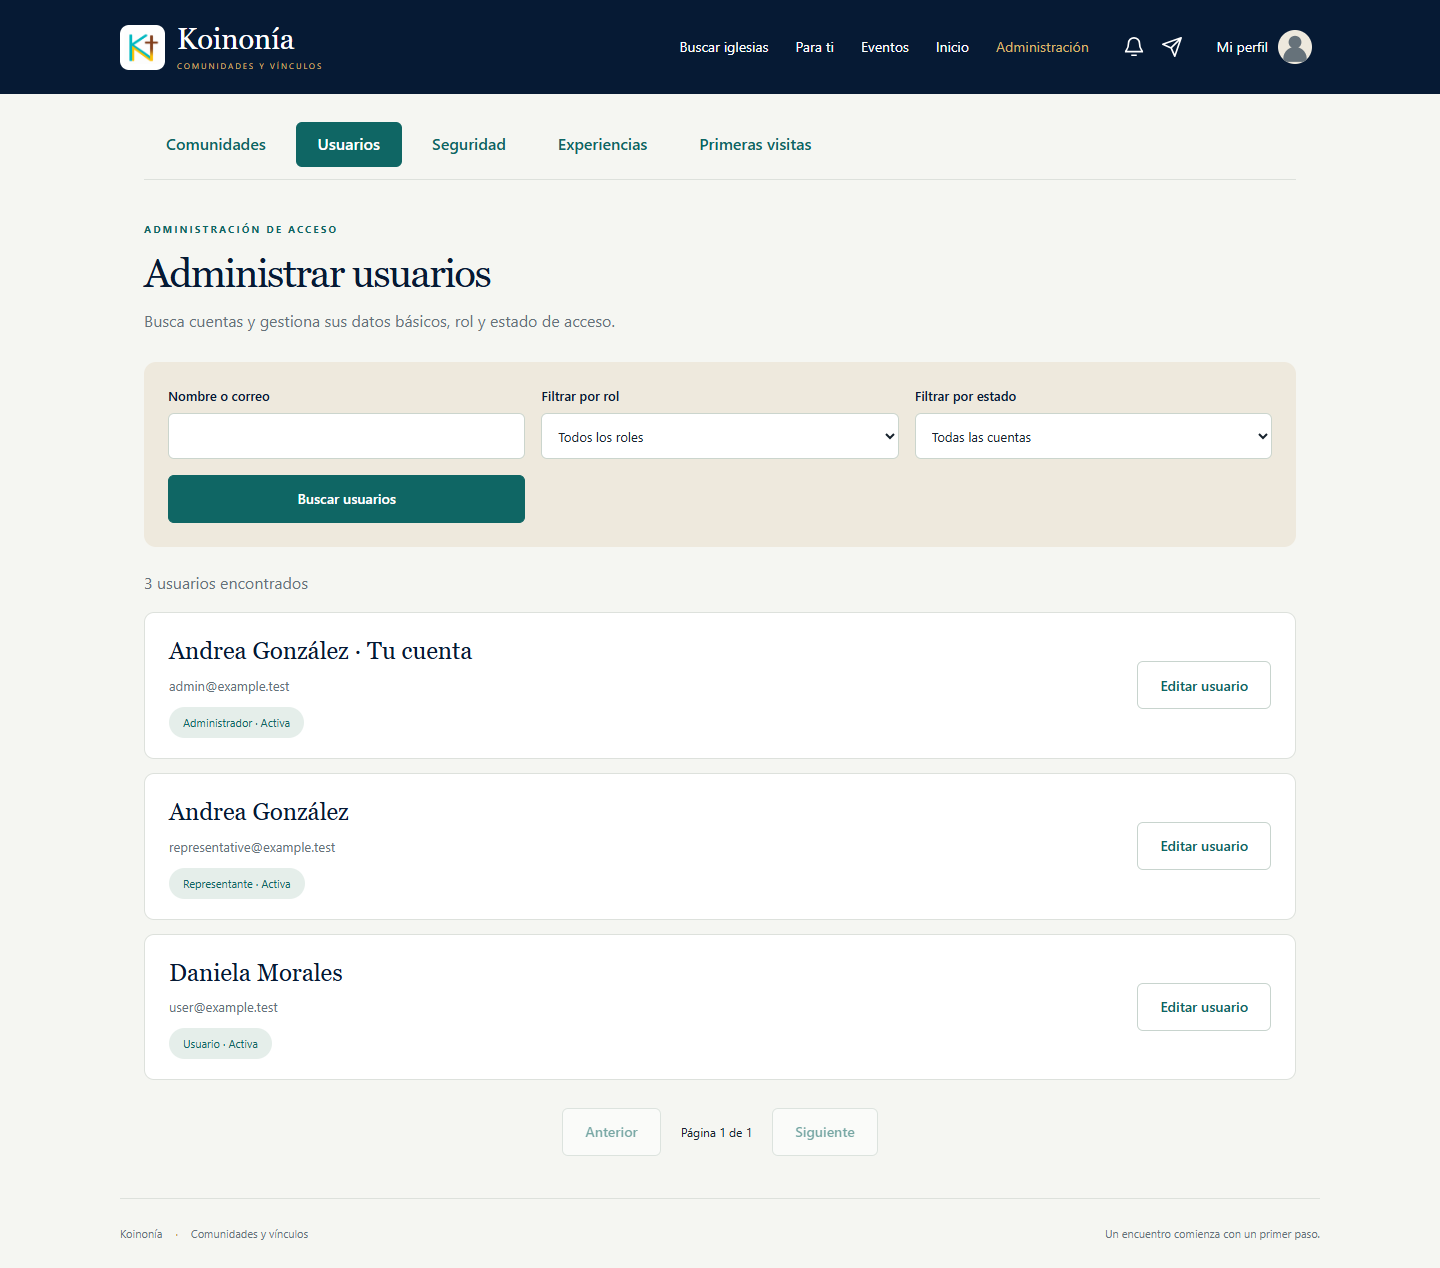 Koinonía
COMUNIDADES Y VÍNCULOS
Buscar iglesias
Para ti
Eventos
Inicio
Administración
Mi perfil
Comunidades
Usuarios
Seguridad
Experiencias
Primeras visitas
ADMINISTRACIÓN DE ACCESO
Administrar usuarios
Busca cuentas y gestiona sus datos básicos, rol y estado de acceso.
Nombre o correo
Filtrar por rol
Filtrar por estado
Todos los roles
Todas las cuentas
Buscar usuarios
3 usuarios encontrados
Andrea González · Tu cuenta
admin@example.test
Administrador · Activa
Editar usuario
Andrea González
representative@example.test
Representante · Activa
Editar usuario
Daniela Morales
user@example.test
Usuario · Activa
Editar usuario
Anterior
Página 1 de 1
Siguiente
Koinonía · Comunidades y vínculos
Un encuentro comienza con un primer paso.